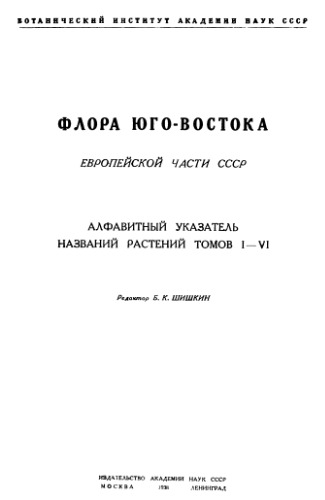 БОТАНИЧЕСКИЙ ИНСТИТУТ АКАДЕМИИ НАУК СССР
ФЛОРА ЮГО-ВОСТОКА
ЕВРОПЕЙСКОЙ ЧАСТИ СССР
АЛФАВИТНЫЙ УКАЗАТЕЛЬ
НАЗВАНИЙ РАСТЕНИЙ ТОМОВ I—VI
Редактор Б. К. ШИШКИН
ИЗДАТЕЛЬСТВО АКАДЕМИИ НАУК СССР
МОСКВА 1938 ЛЕНИНГРАД